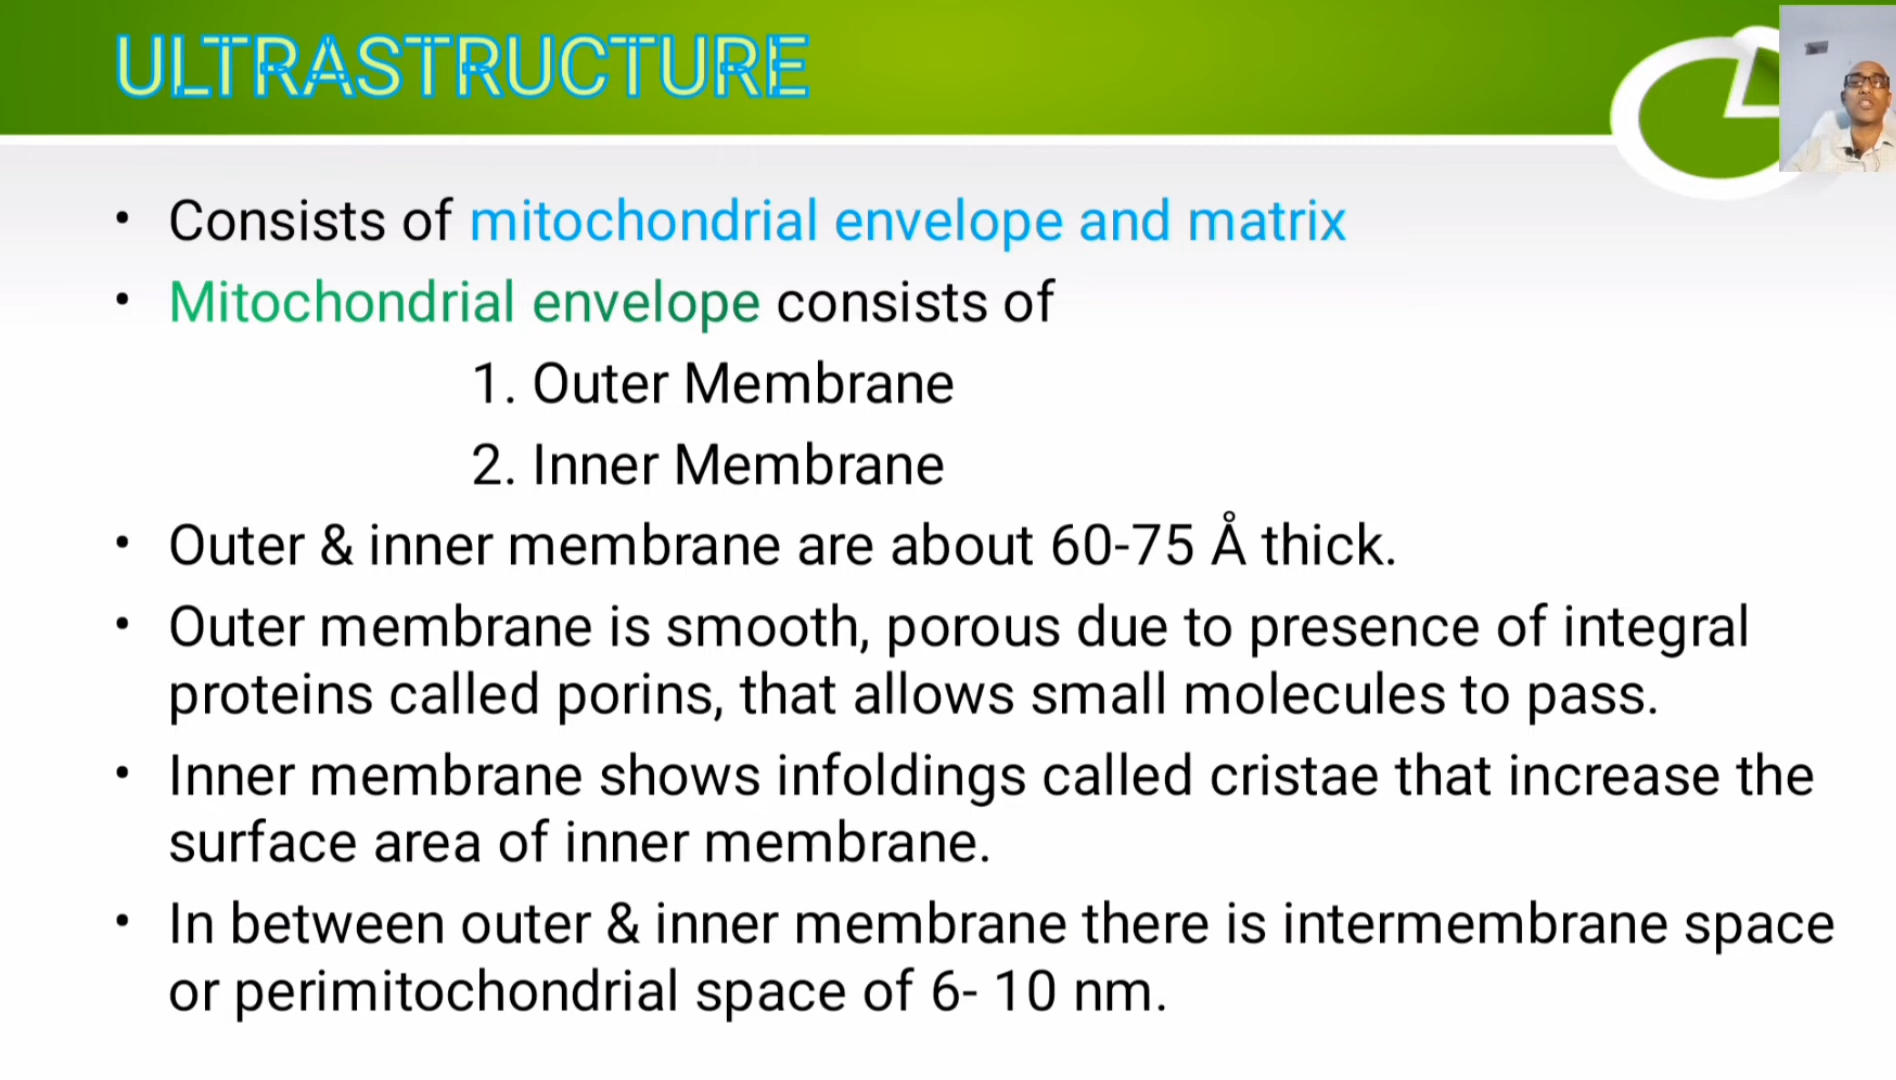 ULTRASTRUCTURE
• Consists of mitochondrial envelope and matrix
• Mitochondrial envelope consists of
1. Outer Membrane
2. Inner Membrane
• Outer & inner membrane are about 60-75 Å thick.
• Outer membrane is smooth, porous due to presence of integral
proteins called porins, that allows small molecules to pass.
• Inner membrane shows infoldings called cristae that increase the
surface area of inner membrane.
• In between outer & inner membrane there is intermembrane space
or perimitochondrial space of 6- 10 nm.